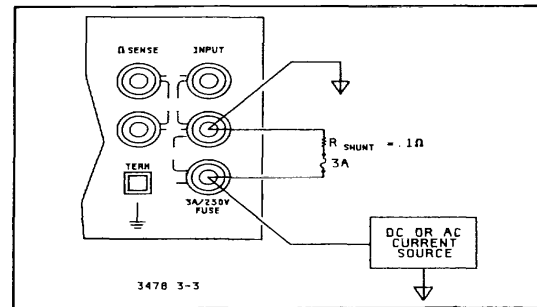 Ω SENSE INPUT
R SHUNT = .1Ω
3A
TERM
3A/250V
FUSE
DC OR AC
CURRENT
SOURCE
3478 3-3